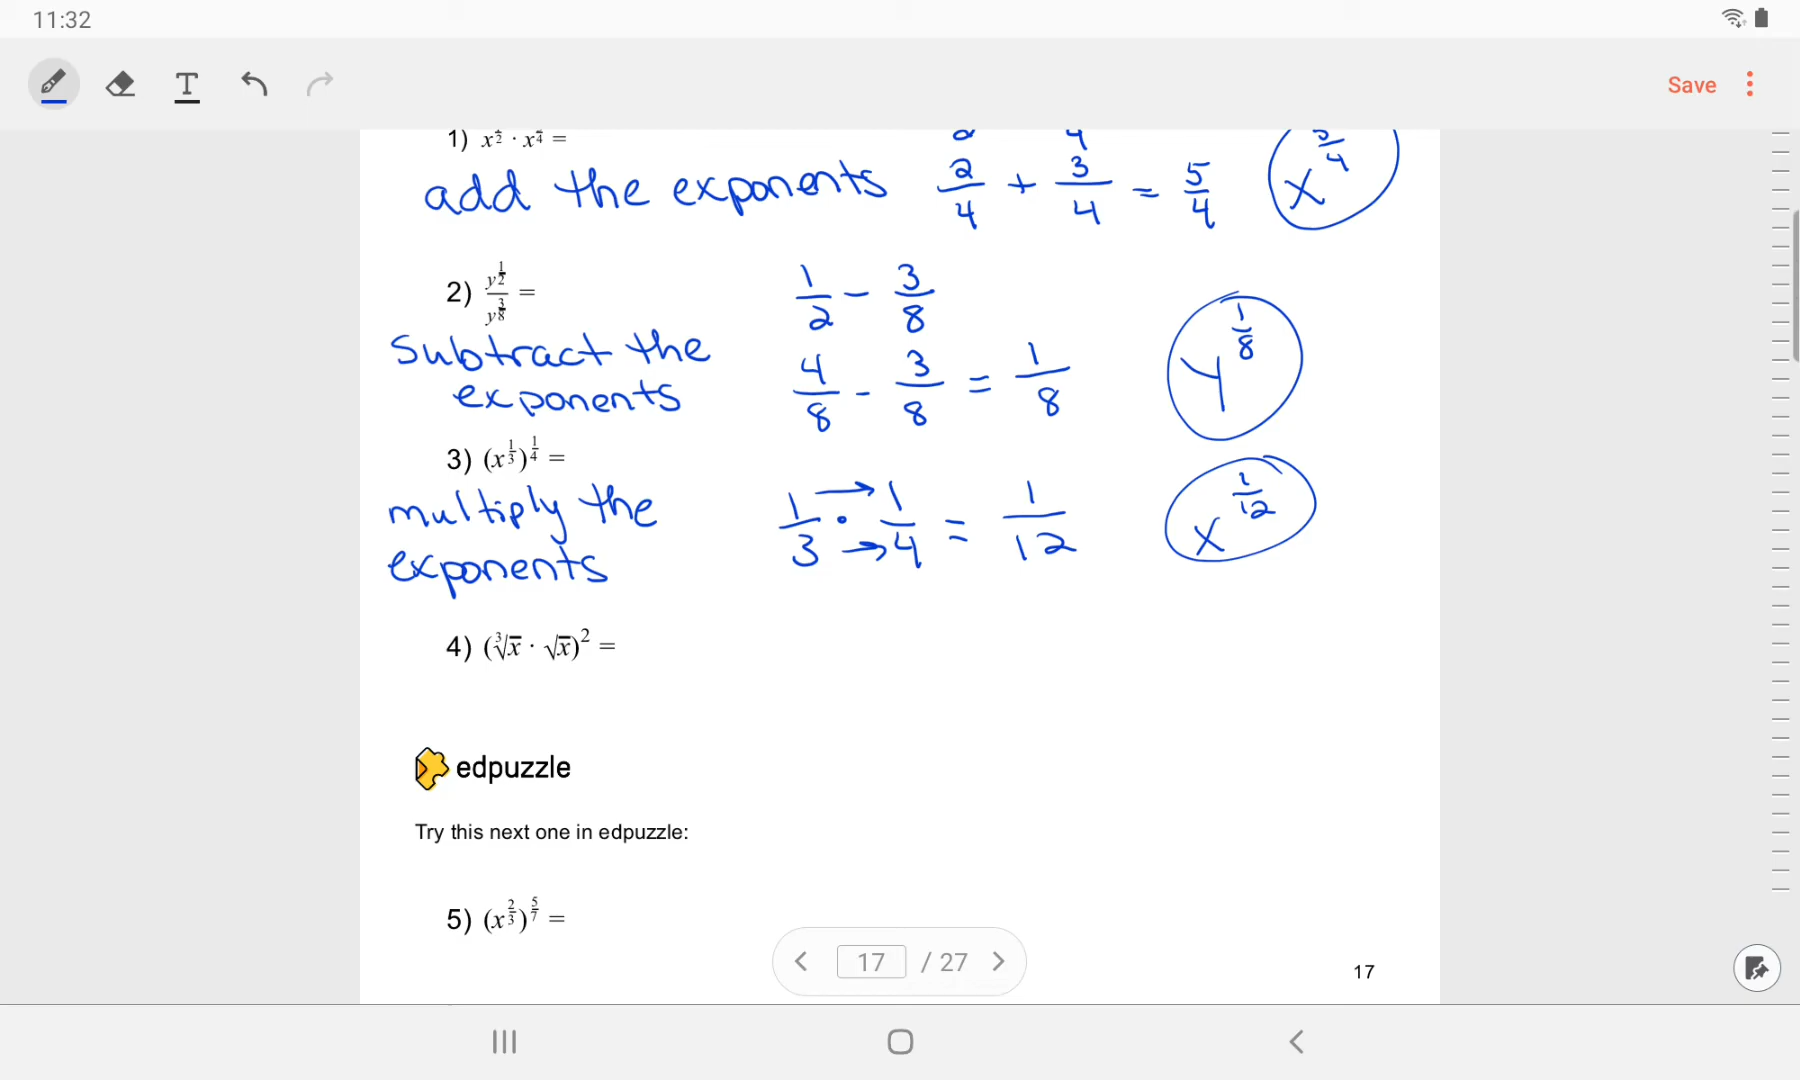 11:32
T
Save
1) x^{1/2} · x^{3/4} =
2 4
add the exponents 2/4 + 3/4 = 5/4 x^{5/4}
2) y^{1/2} / y^{3/8} = 1/2 - 3/8
Subtract the exponents 4/8 - 3/8 = 1/8 y^{1/8}
3) (x^{1/3})^{1/4} =
multiply the exponents 1/3 · 1/4 = 1/12 x^{1/12}
4) (∛x · √x)² =
edpuzzle
Try this next one in edpuzzle:
5) (x^{2/3})^{5/7} =
17 / 27
17